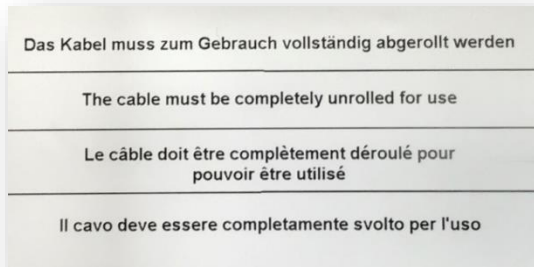 Das Kabel muss zum Gebrauch vollständig abgerollt werden
The cable must be completely unrolled for use
Le câble doit être complètement déroulé pour
pouvoir être utilisé
Il cavo deve essere completamente svolto per l'uso